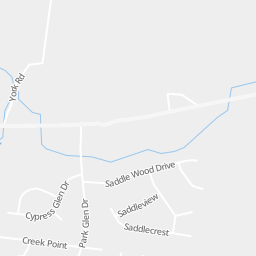 York Rd
Saddle Wood Drive
Cypress Glen Dr
Saddleview
Park Glen Dr
Saddlecrest
Creek Point